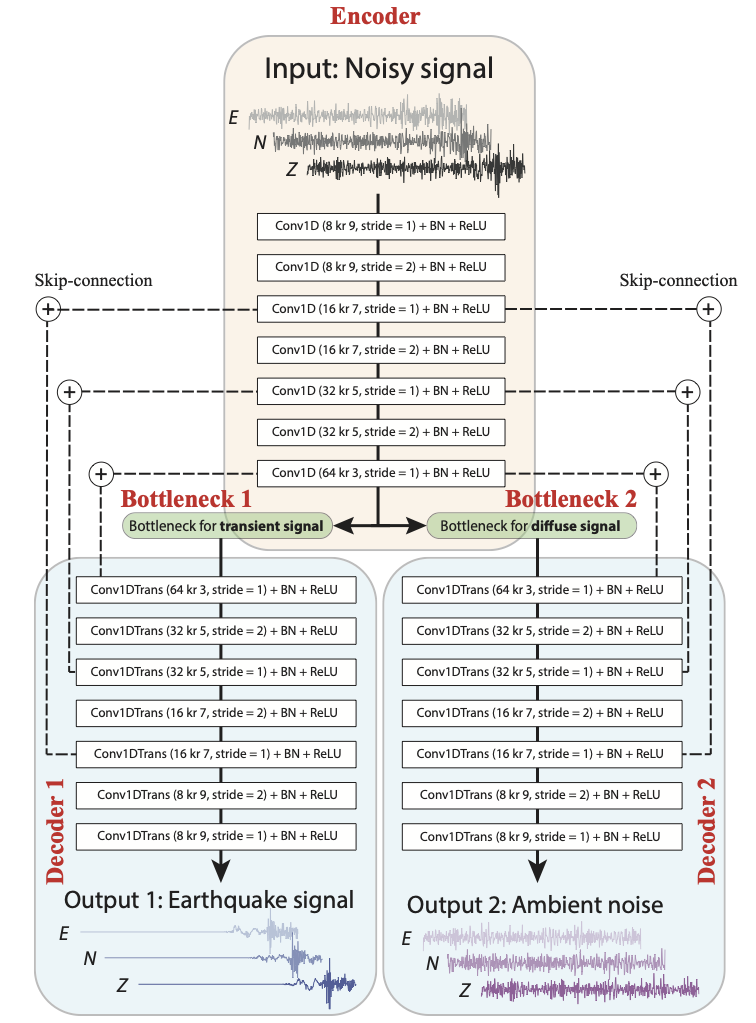 Encoder
Input: Noisy signal
E
N
Z
Conv1D (8 kr 9, stride = 1) + BN + ReLU
Conv1D (8 kr 9, stride = 2) + BN + ReLU
Skip-connection
Skip-connection
+
Conv1D (16 kr 7, stride = 1) + BN + ReLU
+
Conv1D (16 kr 7, stride = 2) + BN + ReLU
+
Conv1D (32 kr 5, stride = 1) + BN + ReLU
+
Conv1D (32 kr 5, stride = 2) + BN + ReLU
+
Conv1D (64 kr 3, stride = 1) + BN + ReLU
+
Bottleneck 1
Bottleneck 2
Bottleneck for transient signal
Bottleneck for diffuse signal
Conv1DTrans (64 kr 3, stride = 1) + BN + ReLU
Conv1DTrans (32 kr 5, stride = 2) + BN + ReLU
Conv1DTrans (32 kr 5, stride = 1) + BN + ReLU
Conv1DTrans (16 kr 7, stride = 2) + BN + ReLU
Conv1DTrans (16 kr 7, stride = 1) + BN + ReLU
Conv1DTrans (8 kr 9, stride = 2) + BN + ReLU
Conv1DTrans (8 kr 9, stride = 1) + BN + ReLU
Decoder 1
Output 1: Earthquake signal
E
N
Z
Conv1DTrans (64 kr 3, stride = 1) + BN + ReLU
Conv1DTrans (32 kr 5, stride = 2) + BN + ReLU
Conv1DTrans (32 kr 5, stride = 1) + BN + ReLU
Conv1DTrans (16 kr 7, stride = 2) + BN + ReLU
Conv1DTrans (16 kr 7, stride = 1) + BN + ReLU
Conv1DTrans (8 kr 9, stride = 2) + BN + ReLU
Conv1DTrans (8 kr 9, stride = 1) + BN + ReLU
Decoder 2
Output 2: Ambient noise
E
N
Z